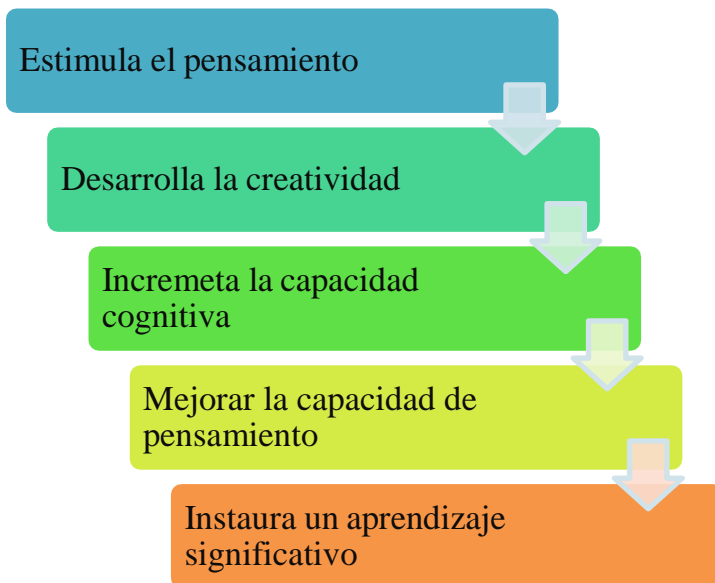 Estimula el pensamiento
Desarrolla la creatividad
Incremeta la capacidad
cognitiva
Mejorar la capacidad de
pensamiento
Instaura un aprendizaje
significativo